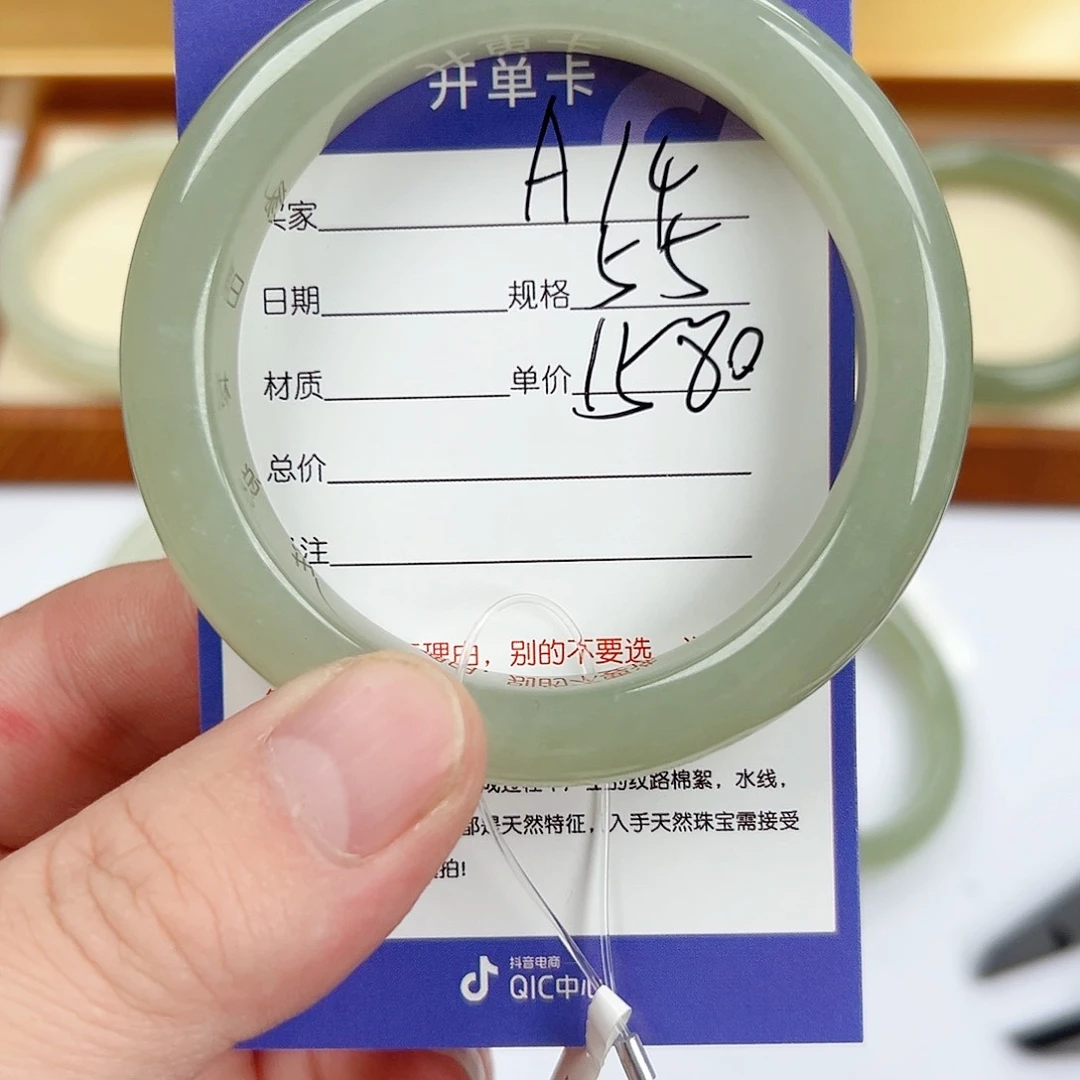 并单卡
家 A14
日期 规格 55
材质 单价 1580
总价
注
理由，别的不要选
的纹路棉絮，水线，
都是天然特征，入手天然珠宝需接受
拍!
抖音电商
QIC中心